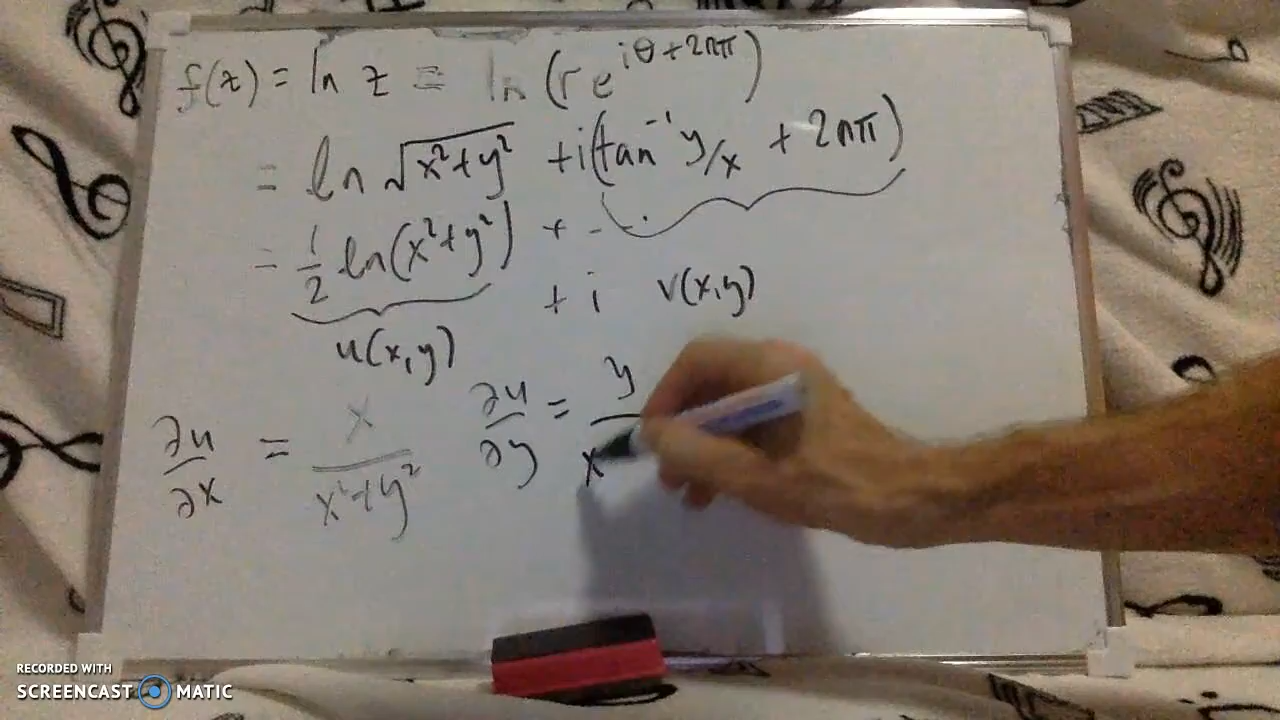 f(z) = ln z = ln (r e^{iθ + 2nπ})
= ln √(x²+y²) + i(tan⁻¹ y/x + 2nπ)
= 1/2 ln(x²+y²) + -
u(x,y) + i v(x,y)
∂u/∂x = x/(x²+y²) ∂u/∂y = y/x
RECORDED WITH
SCREENCAST MATIC